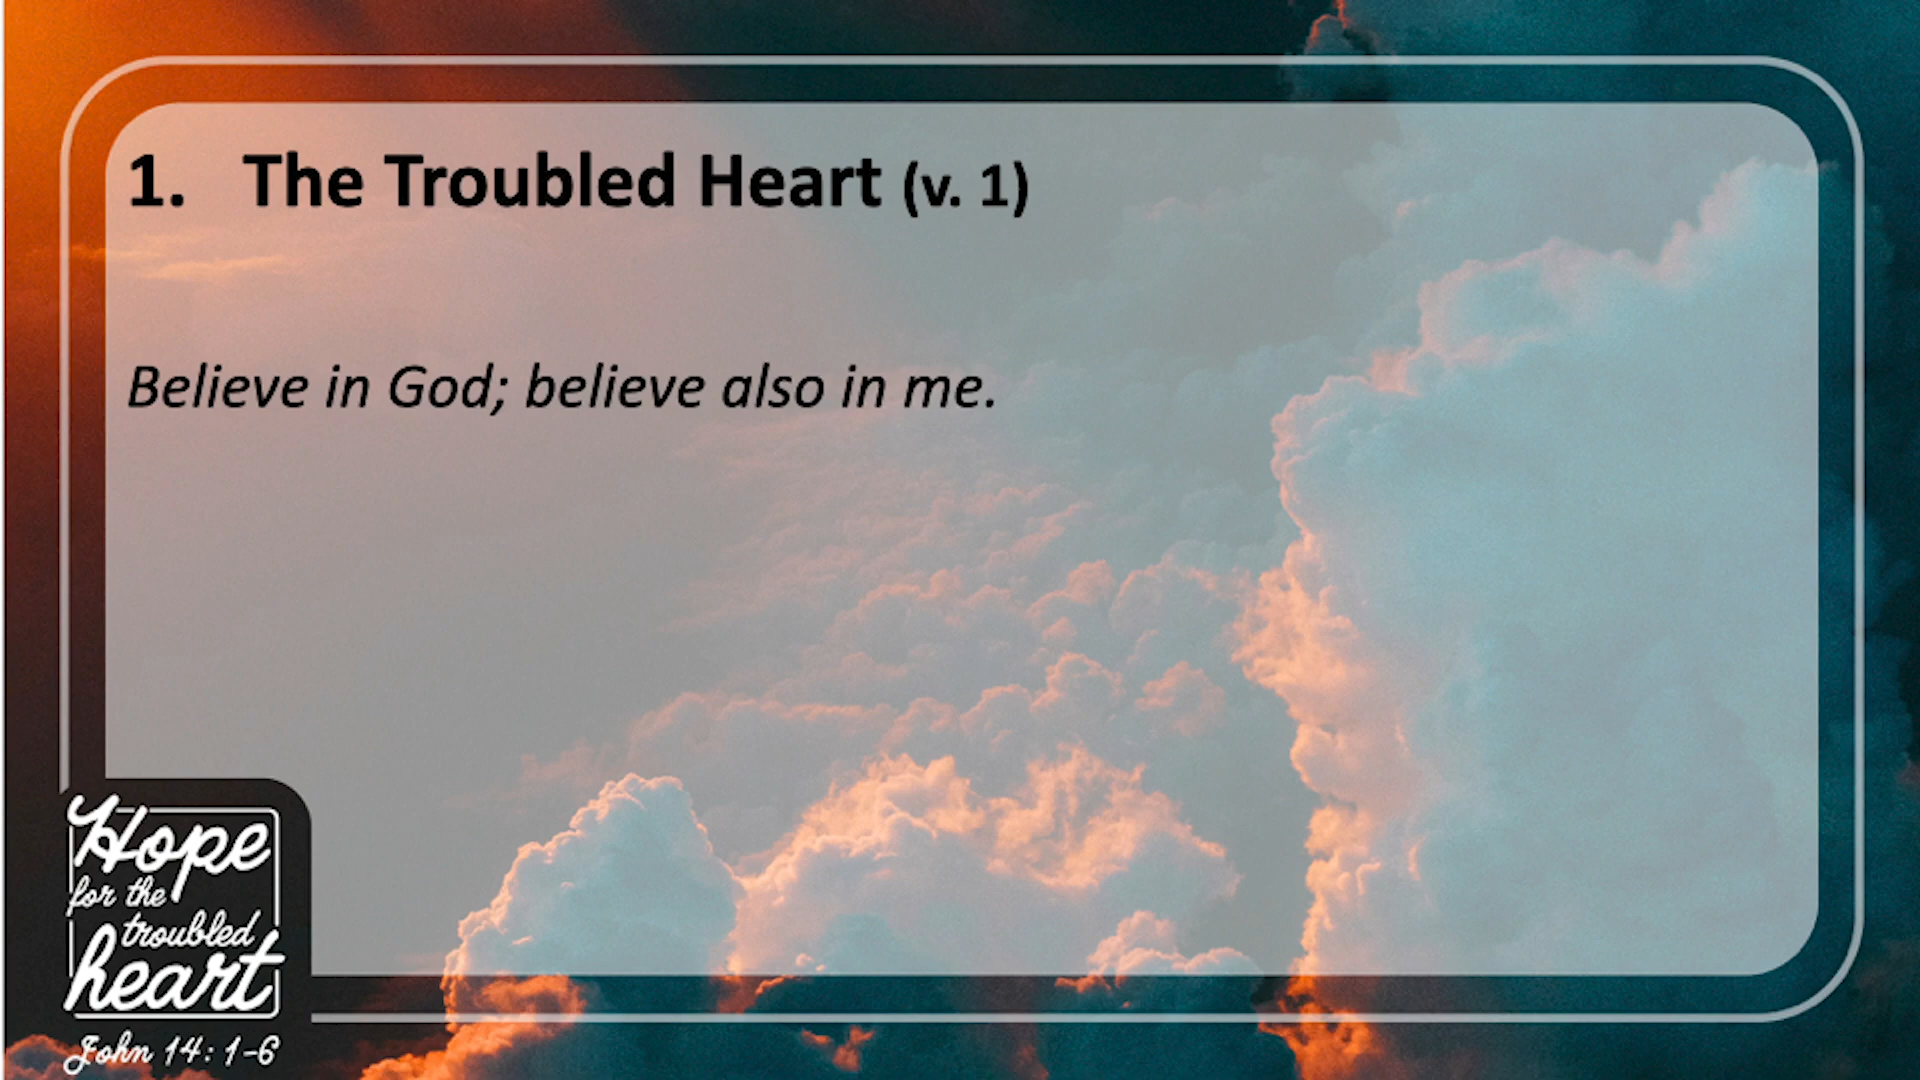 1. The Troubled Heart (v. 1)
Believe in God; believe also in me.
Hope
for the
troubled
heart
John 14: 1-6